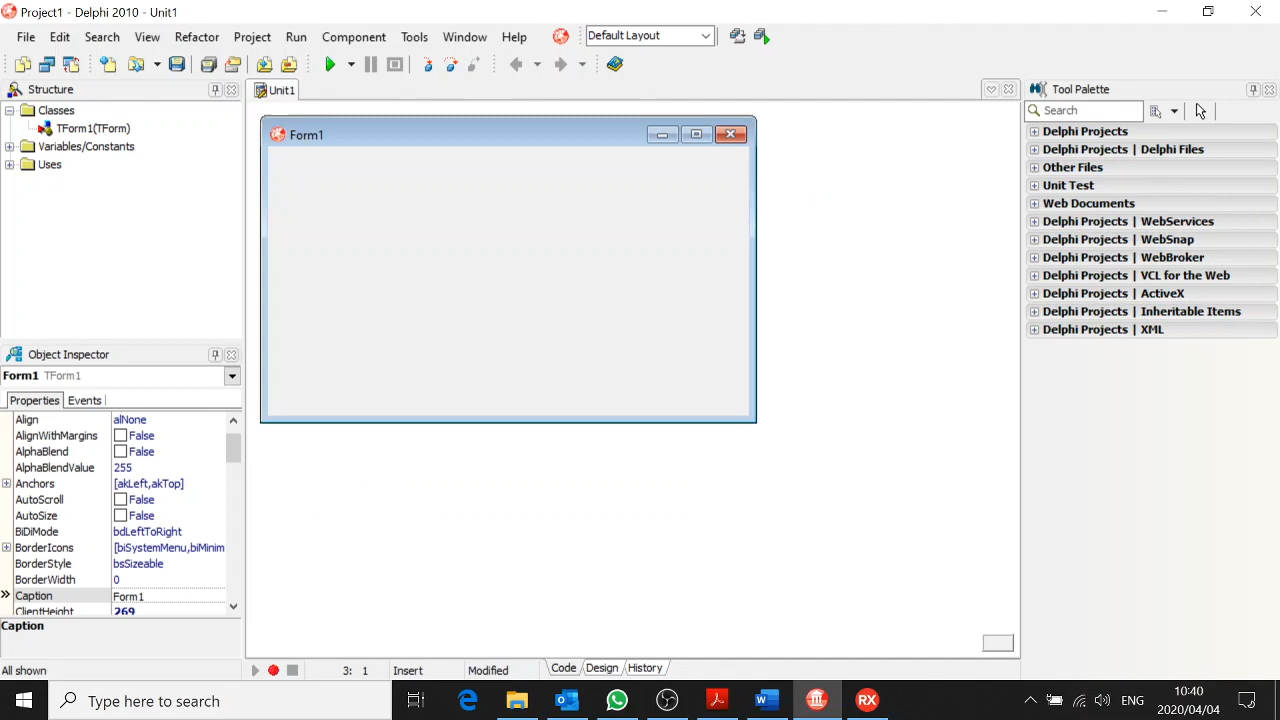 Project1 - Delphi 2010 - Unit1
File Edit Search View Refactor Project Run Component Tools Window Help
Default Layout
Structure
Classes
TForm1(TForm)
Variables/Constants
Uses
Object Inspector
Form1 TForm1
Properties Events
Align alNone
AlignWithMargins False
AlphaBlend False
AlphaBlendValue 255
Anchors [akLeft,akTop]
AutoScroll False
AutoSize False
BiDiMode bdLeftToRight
BorderIcons [biSystemMenu,biMinim
BorderStyle bsSizeable
BorderWidth 0
Caption Form1
ClientHeight 269
Caption
All shown
Unit1
Form1
3: 1 Insert Modified Code Design History
Tool Palette
Search
Delphi Projects
Delphi Projects | Delphi Files
Other Files
Unit Test
Web Documents
Delphi Projects | WebServices
Delphi Projects | WebSnap
Delphi Projects | WebBroker
Delphi Projects | VCL for the Web
Delphi Projects | ActiveX
Delphi Projects | Inheritable Items
Delphi Projects | XML
Type here to search
RX
ENG
10:40
2020/04/04